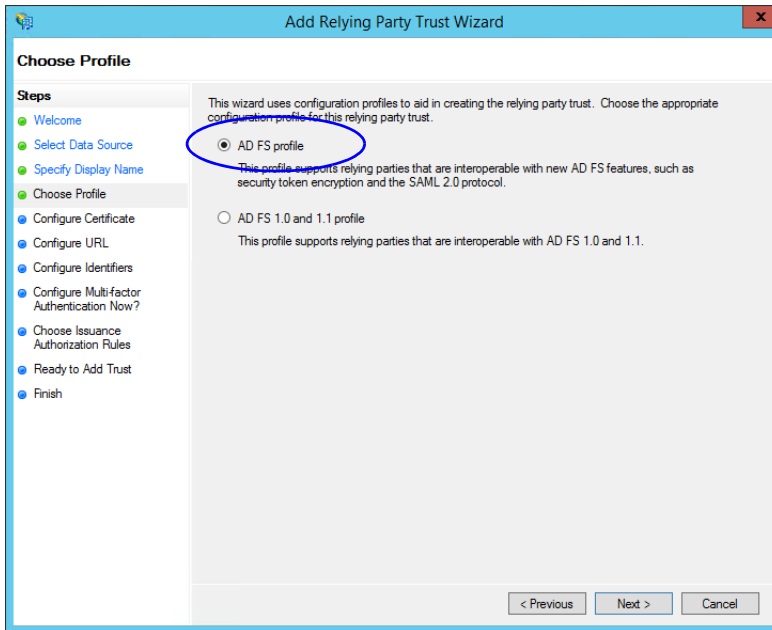 Add Relying Party Trust Wizard
x
Choose Profile
Steps
Welcome
Select Data Source
Specify Display Name
Choose Profile
Configure Certificate
Configure URL
Configure Identifiers
Configure Multi-factor
Authentication Now?
Choose Issuance
Authorization Rules
Ready to Add Trust
Finish
This wizard uses configuration profiles to aid in creating the relying party trust. Choose the appropriate
configuration profile for this relying party trust.
AD FS profile
This profile supports relying parties that are interoperable with new AD FS features, such as
security token encryption and the SAML 2.0 protocol.
AD FS 1.0 and 1.1 profile
This profile supports relying parties that are interoperable with AD FS 1.0 and 1.1.
< Previous
Next >
Cancel